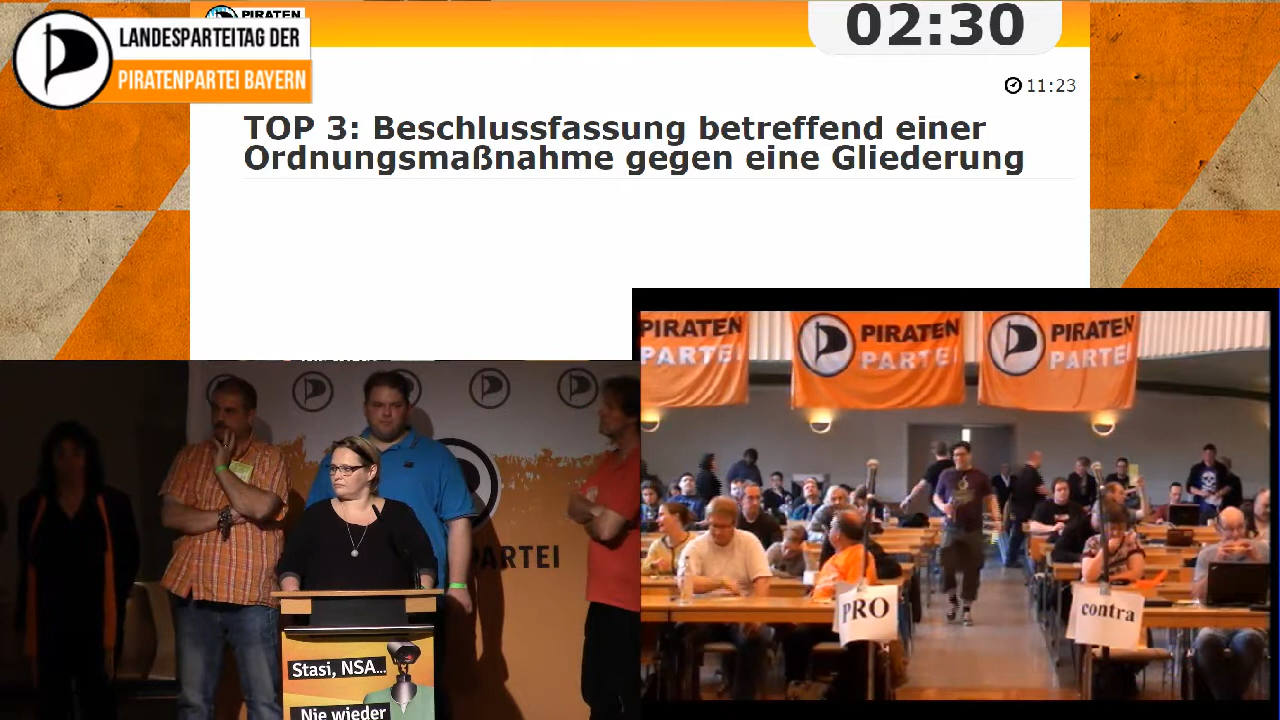 LANDESPARTEITAG DER
PIRATENPARTEI BAYERN
PIRATEN
02:30
11:23
TOP 3: Beschlussfassung betreffend einer
Ordnungsmaßnahme gegen eine Gliederung
PIRATEN
PARTEI
PIRATEN
PARTEI
PIRATEN
PARTEI
PARTEI
PRO
contra
Stasi, NSA...
Nie wieder